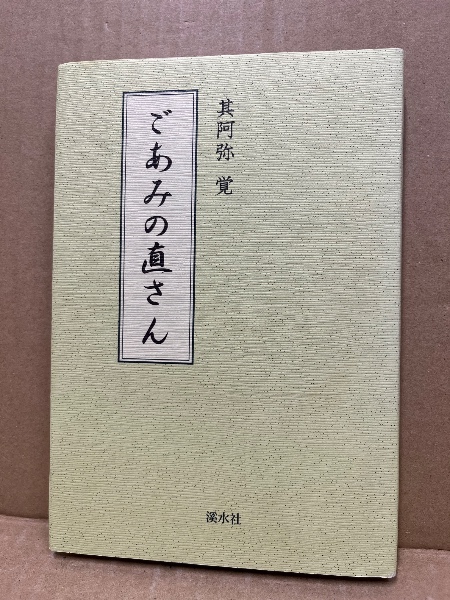 其阿弥 覚
ごあみの直さん
溪水社